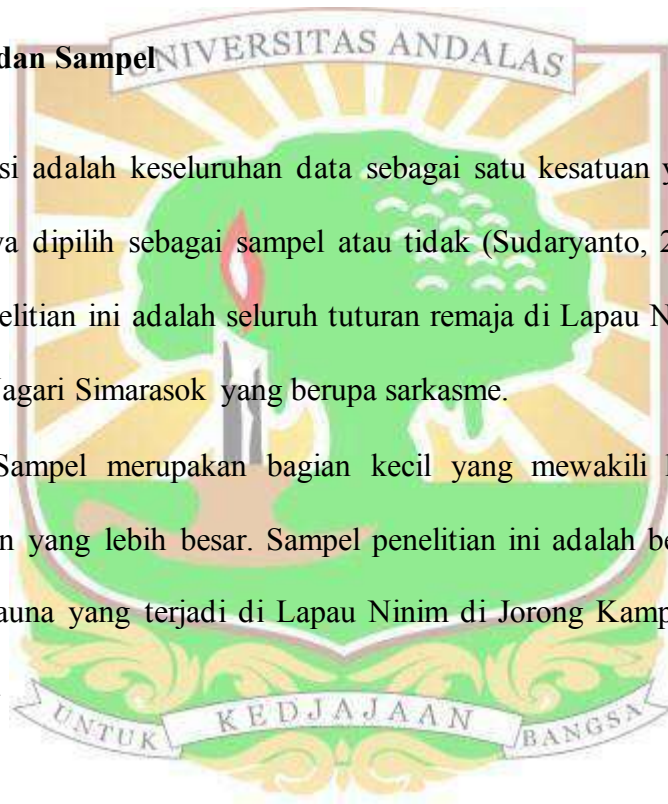 UNIVERSITAS ANDALAS
dan Sampel
si adalah keseluruhan data sebagai satu kesatuan y
va dipilih sebagai sampel atau tidak (Sudaryanto, 2
elitian ini adalah seluruh tuturan remaja di Lapau N
Nagari Simarasok yang berupa sarkasme.
Sampel merupakan bagian kecil yang mewakili
n yang lebih besar. Sampel penelitian ini adalah be
auna yang terjadi di Lapau Ninim di Jorong Kamp
UNTUK KEDJAJAAN BANGSA